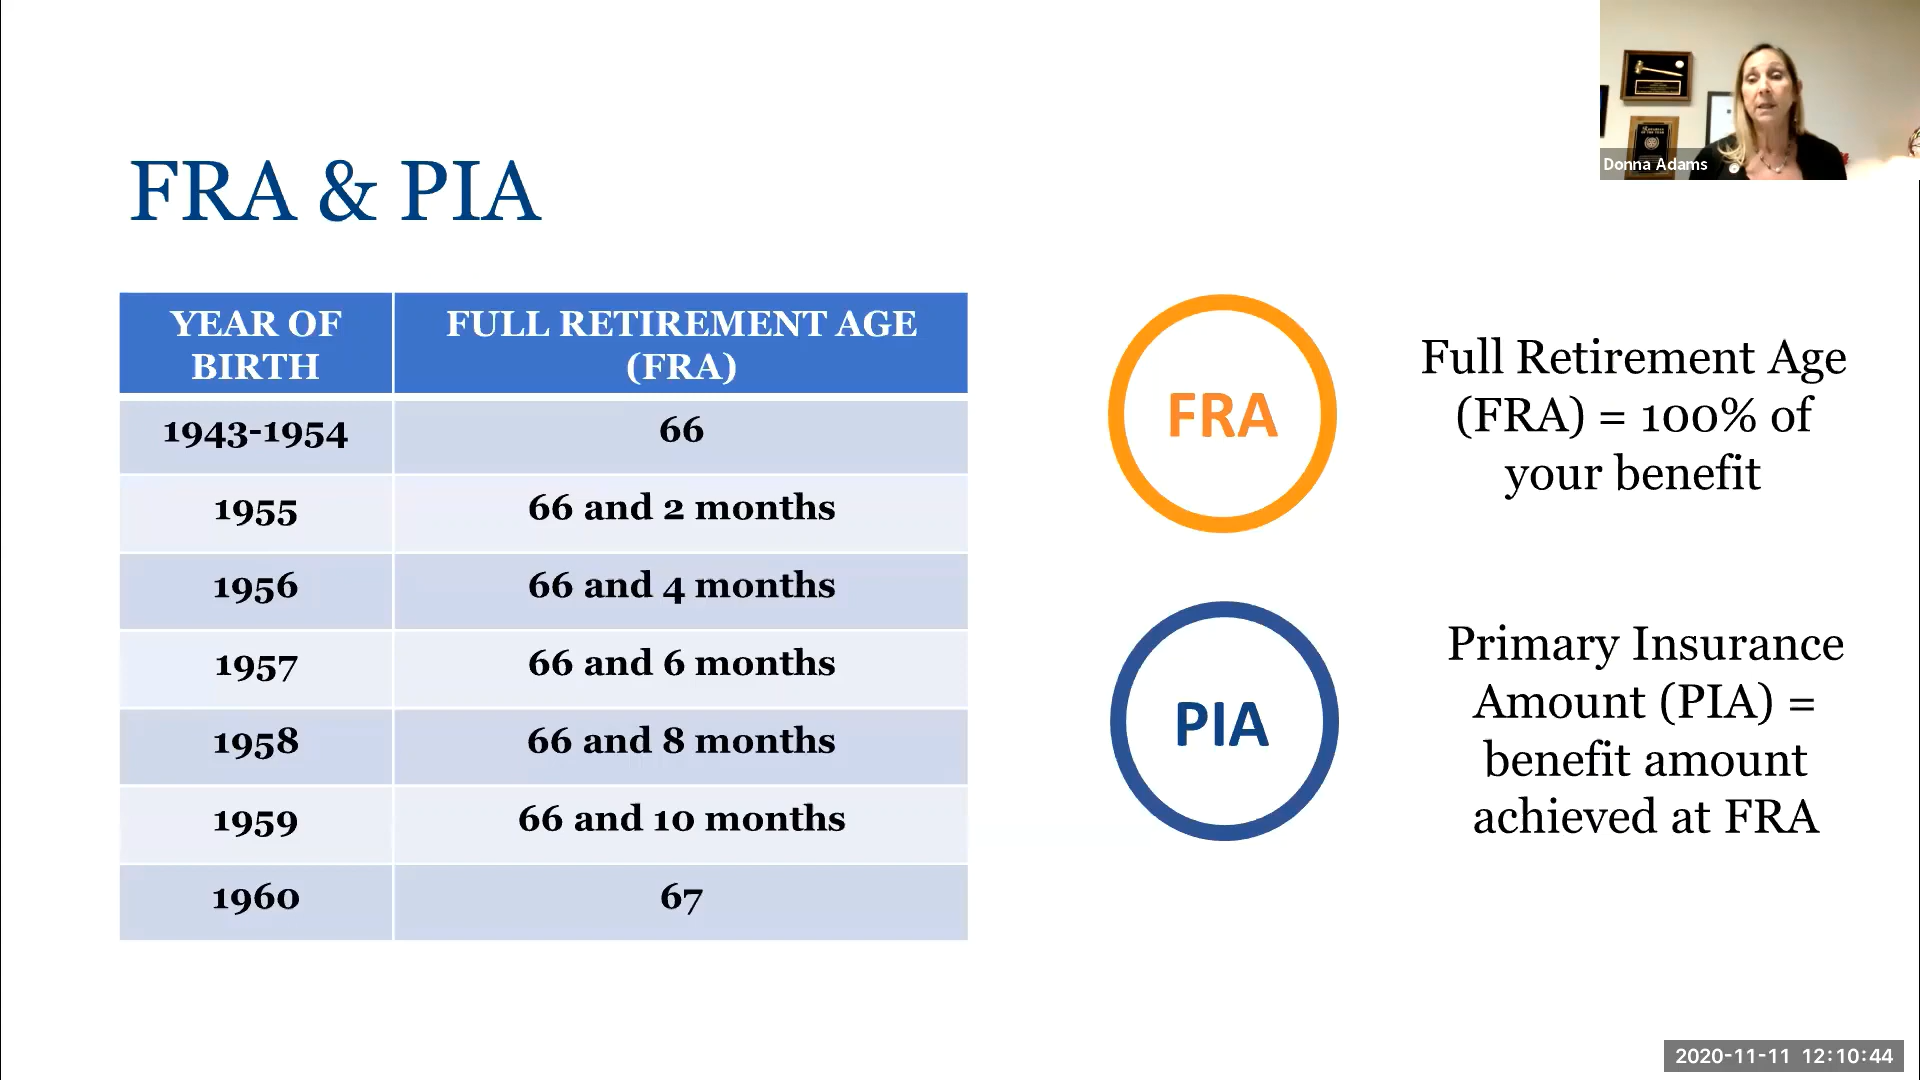 Donna Adams
FRA & PIA
YEAR OF
BIRTH
FULL RETIREMENT AGE
(FRA)
1943-1954
66
1955
66 and 2 months
1956
66 and 4 months
1957
66 and 6 months
1958
66 and 8 months
1959
66 and 10 months
1960
67
FRA
Full Retirement Age
(FRA) = 100% of
your benefit
PIA
Primary Insurance
Amount (PIA) =
benefit amount
achieved at FRA
2020-11-11 12:10:44